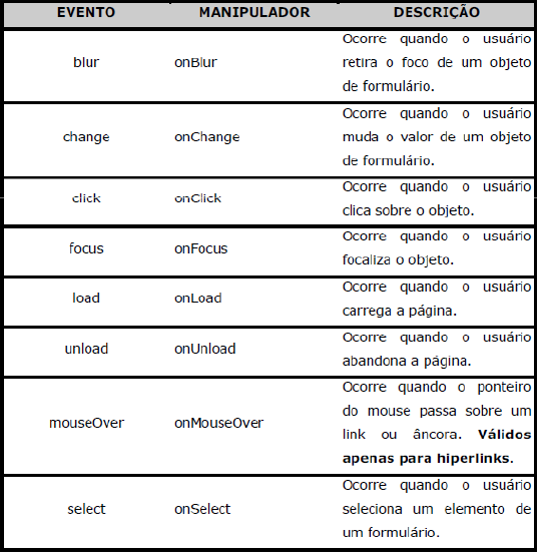 EVENTO MANIPULADOR DESCRIÇÃO
blur onBlur Ocorre quando o usuário
retira o foco de um objeto
de formulário.
change onChange Ocorre quando o usuário
muda o valor de um objeto
de formulário.
click onClick Ocorre quando o usuário
clica sobre o objeto.
focus onFocus Ocorre quando o usuário
focaliza o objeto.
load onLoad Ocorre quando o usuário
carrega a página.
unload onUnload Ocorre quando o usuário
abandona a página.
mouseOver onMouseOver Ocorre quando o ponteiro
do mouse passa sobre um
link ou âncora. Válidos
apenas para hiperlinks.
select onSelect Ocorre quando o usuário
seleciona um elemento de
um formulário.